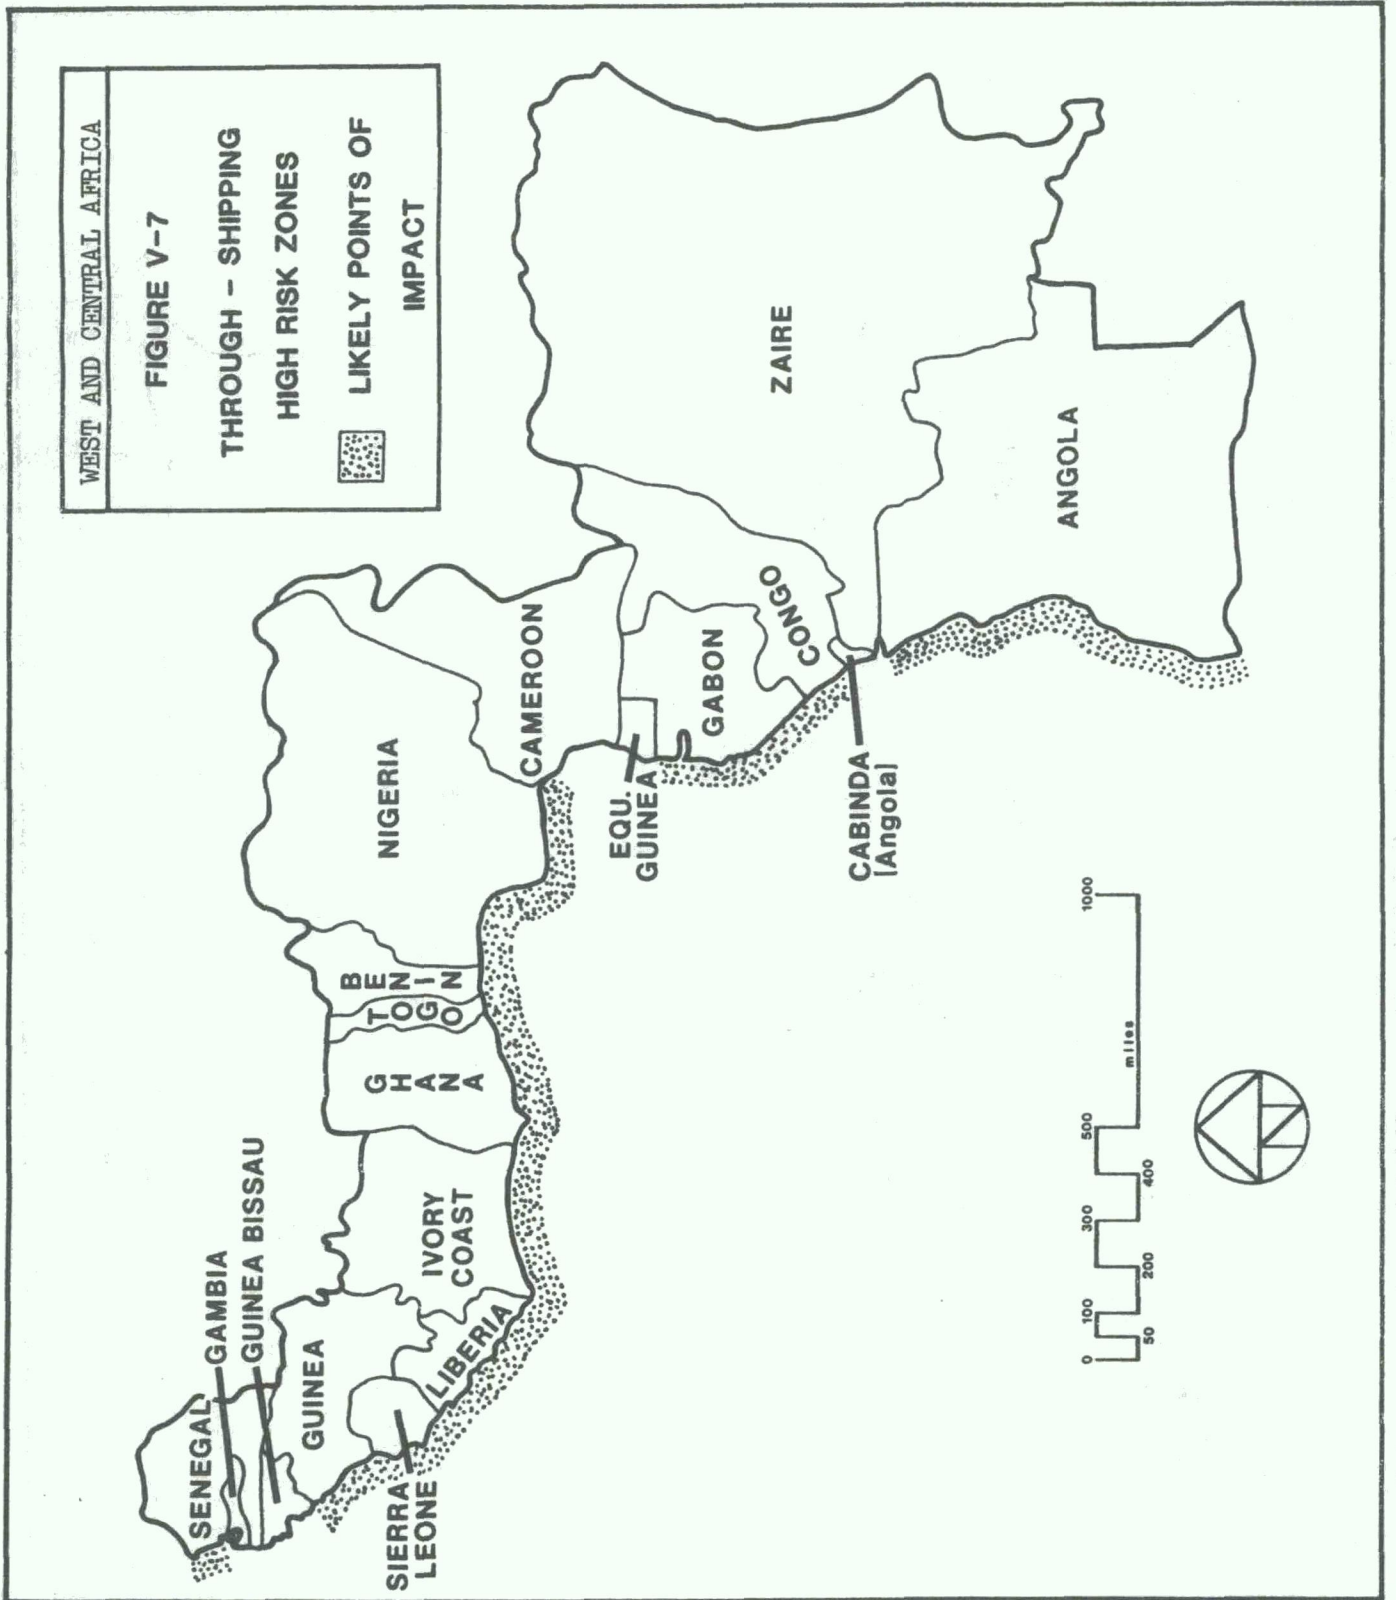 WEST AND CENTRAL AFRICA
FIGURE V-7
THROUGH - SHIPPING
HIGH RISK ZONES
LIKELY POINTS OF
IMPACT
SENEGAL
GAMBIA
GUINEA BISSAU
GUINEA
SIERRA
LEONE
LIBERIA
IVORY
COAST
GHANA
TOGO
BENIN
NIGERIA
CAMEROON
EQU.
GUINEA
GABON
CONGO
CABINDA
(Angola)
ZAIRE
ANGOLA
0 100 300 500 1000
50 200 400 miles
N